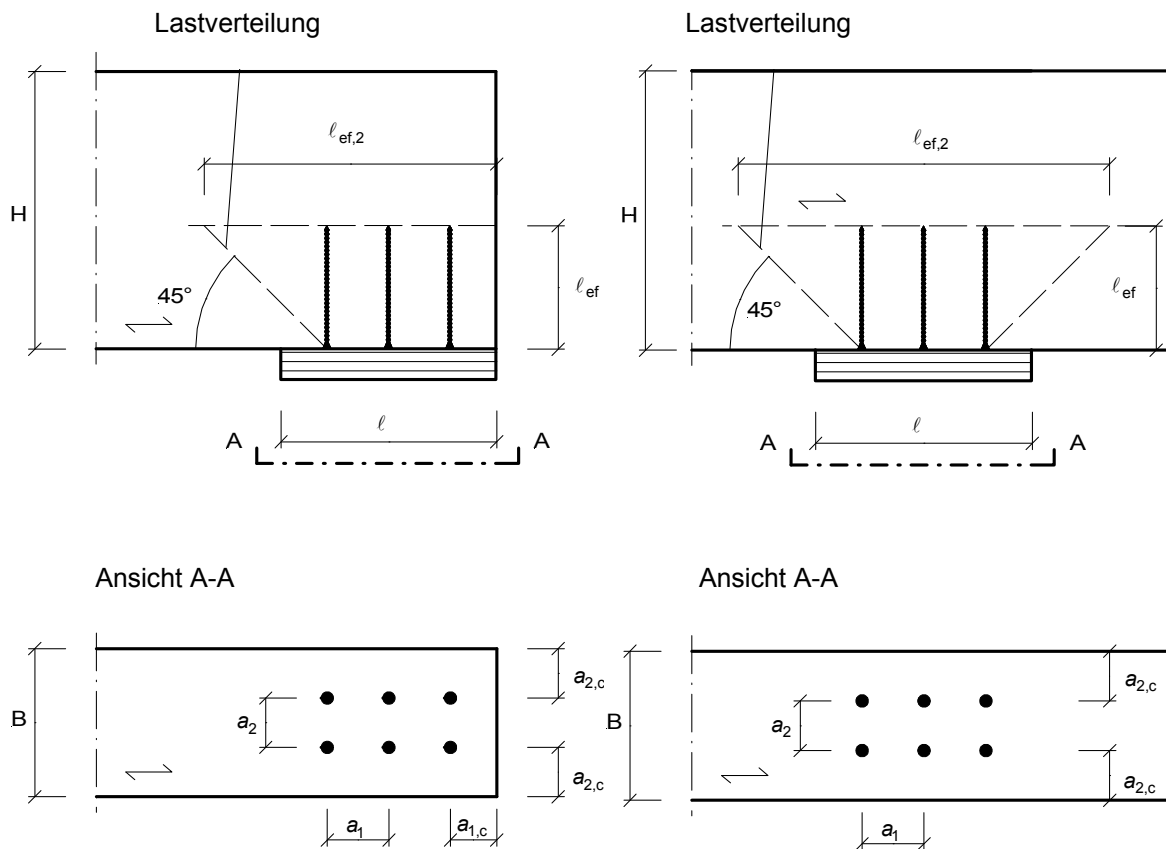 Lastverteilung
Lastverteilung
ℓef,2
ℓef,2
H
H
45°
ℓef
45°
ℓef
A
ℓ
A
A
ℓ
A
Ansicht A-A
Ansicht A-A
B
a2
a2,c
a2,c
B
a2
a2,c
a2,c
a1
a1,c
a1